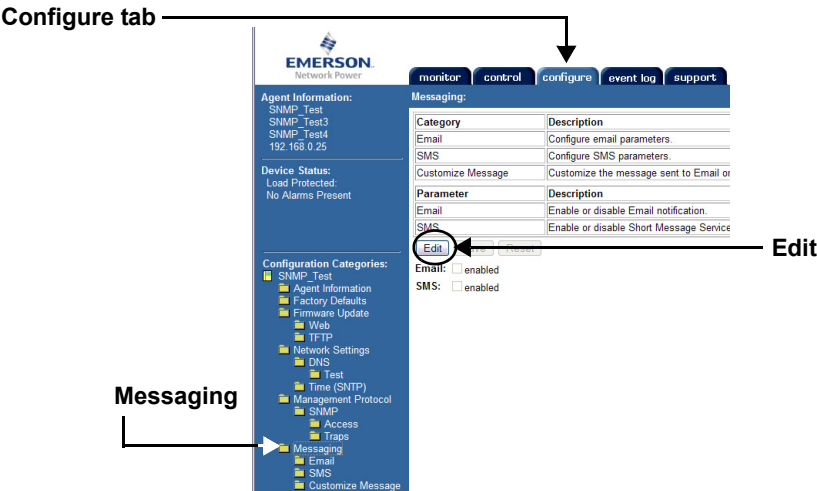 Configure tab
EMERSON
Network Power
monitor control configure event log support
Agent Information:
SNMP_Test
SNMP_Test3
SNMP_Test4
192.168.0.25
Device Status:
Load Protected:
No Alarms Present
Messaging:
Category Description
Email Configure email parameters.
SMS Configure SMS parameters.
Customize Message Customize the message sent to Email or
Parameter Description
Email Enable or disable Email notification.
SMS Enable or disable Short Message Service
Edit Save Reset
Edit
Email: enabled
SMS: enabled
Configuration Categories:
SNMP_Test
Agent Information
Factory Defaults
Firmware Update
Web
TFTP
Network Settings
DNS
Test
Time (SNTP)
Management Protocol
SNMP
Access
Traps
Messaging
Messaging
Email
SMS
Customize Message